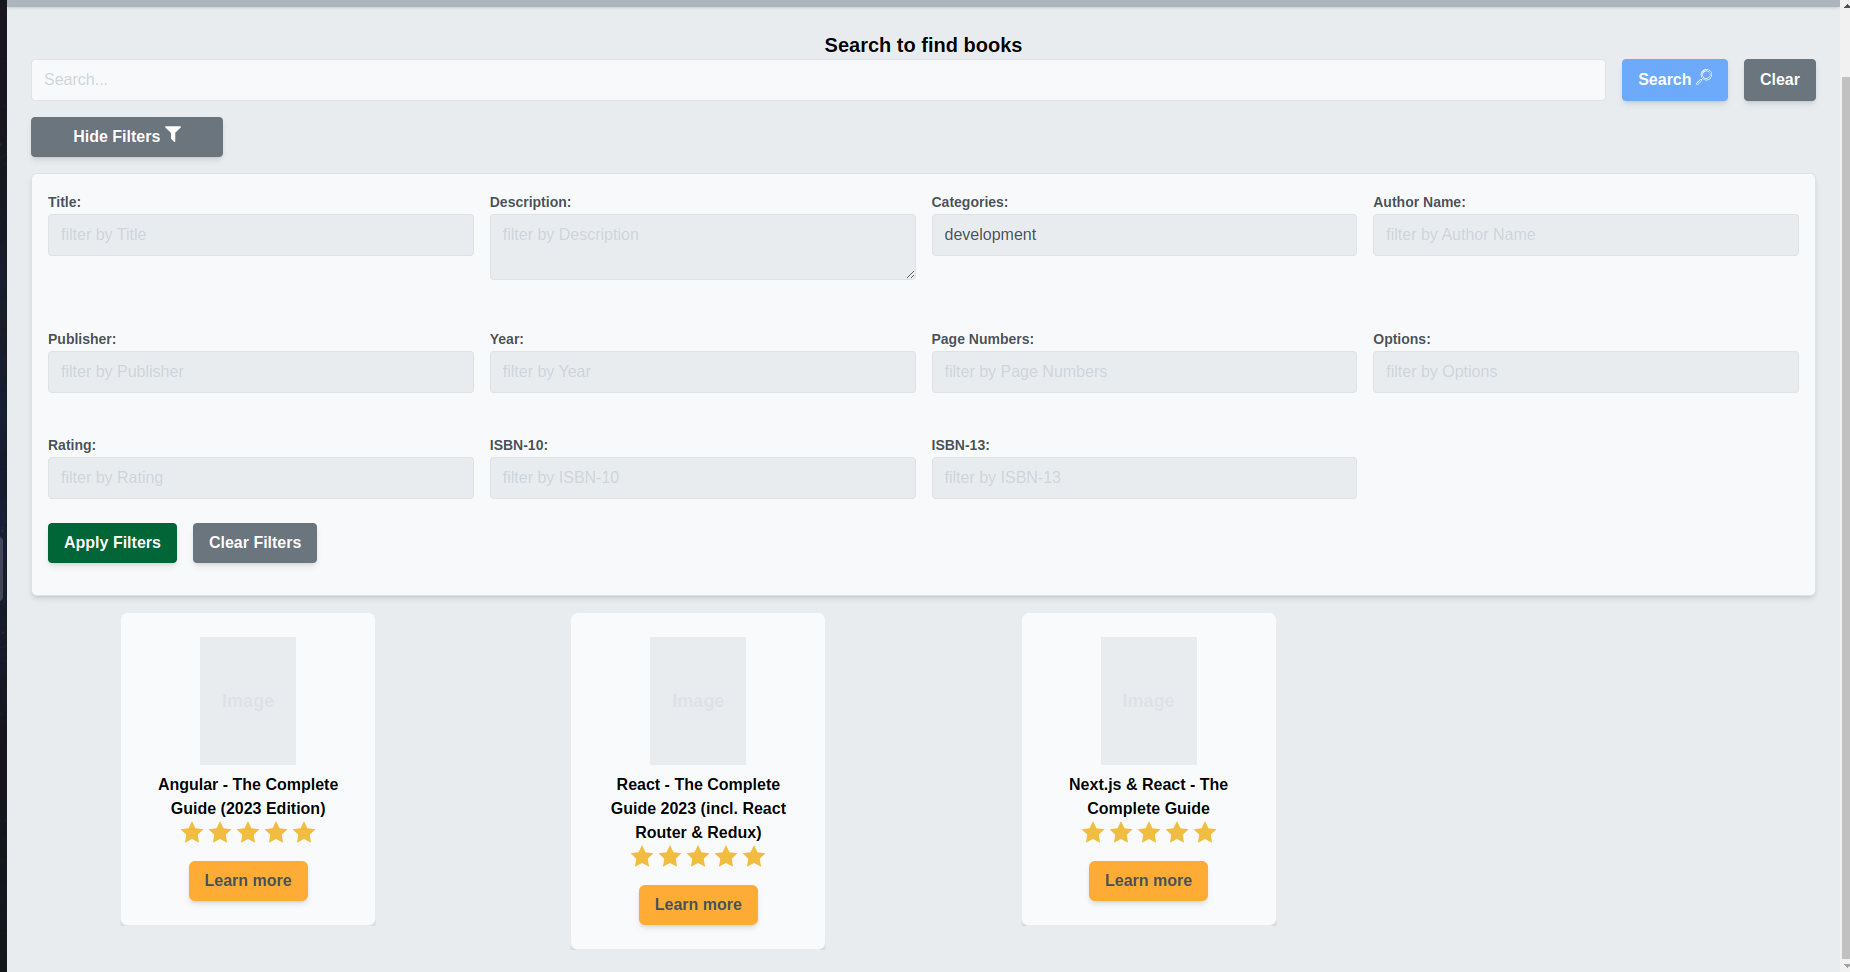 Search to find books
Search...
Search
Clear
Hide Filters
Title:
Description:
Categories:
Author Name:
filter by Title
filter by Description
development
filter by Author Name
Publisher:
Year:
Page Numbers:
Options:
filter by Publisher
filter by Year
filter by Page Numbers
filter by Options
Rating:
ISBN-10:
ISBN-13:
filter by Rating
filter by ISBN-10
filter by ISBN-13
Apply Filters
Clear Filters
Image
Angular - The Complete
Guide (2023 Edition)
Learn more
Image
React - The Complete
Guide 2023 (incl. React
Router & Redux)
Learn more
Image
Next.js & React - The
Complete Guide
Learn more